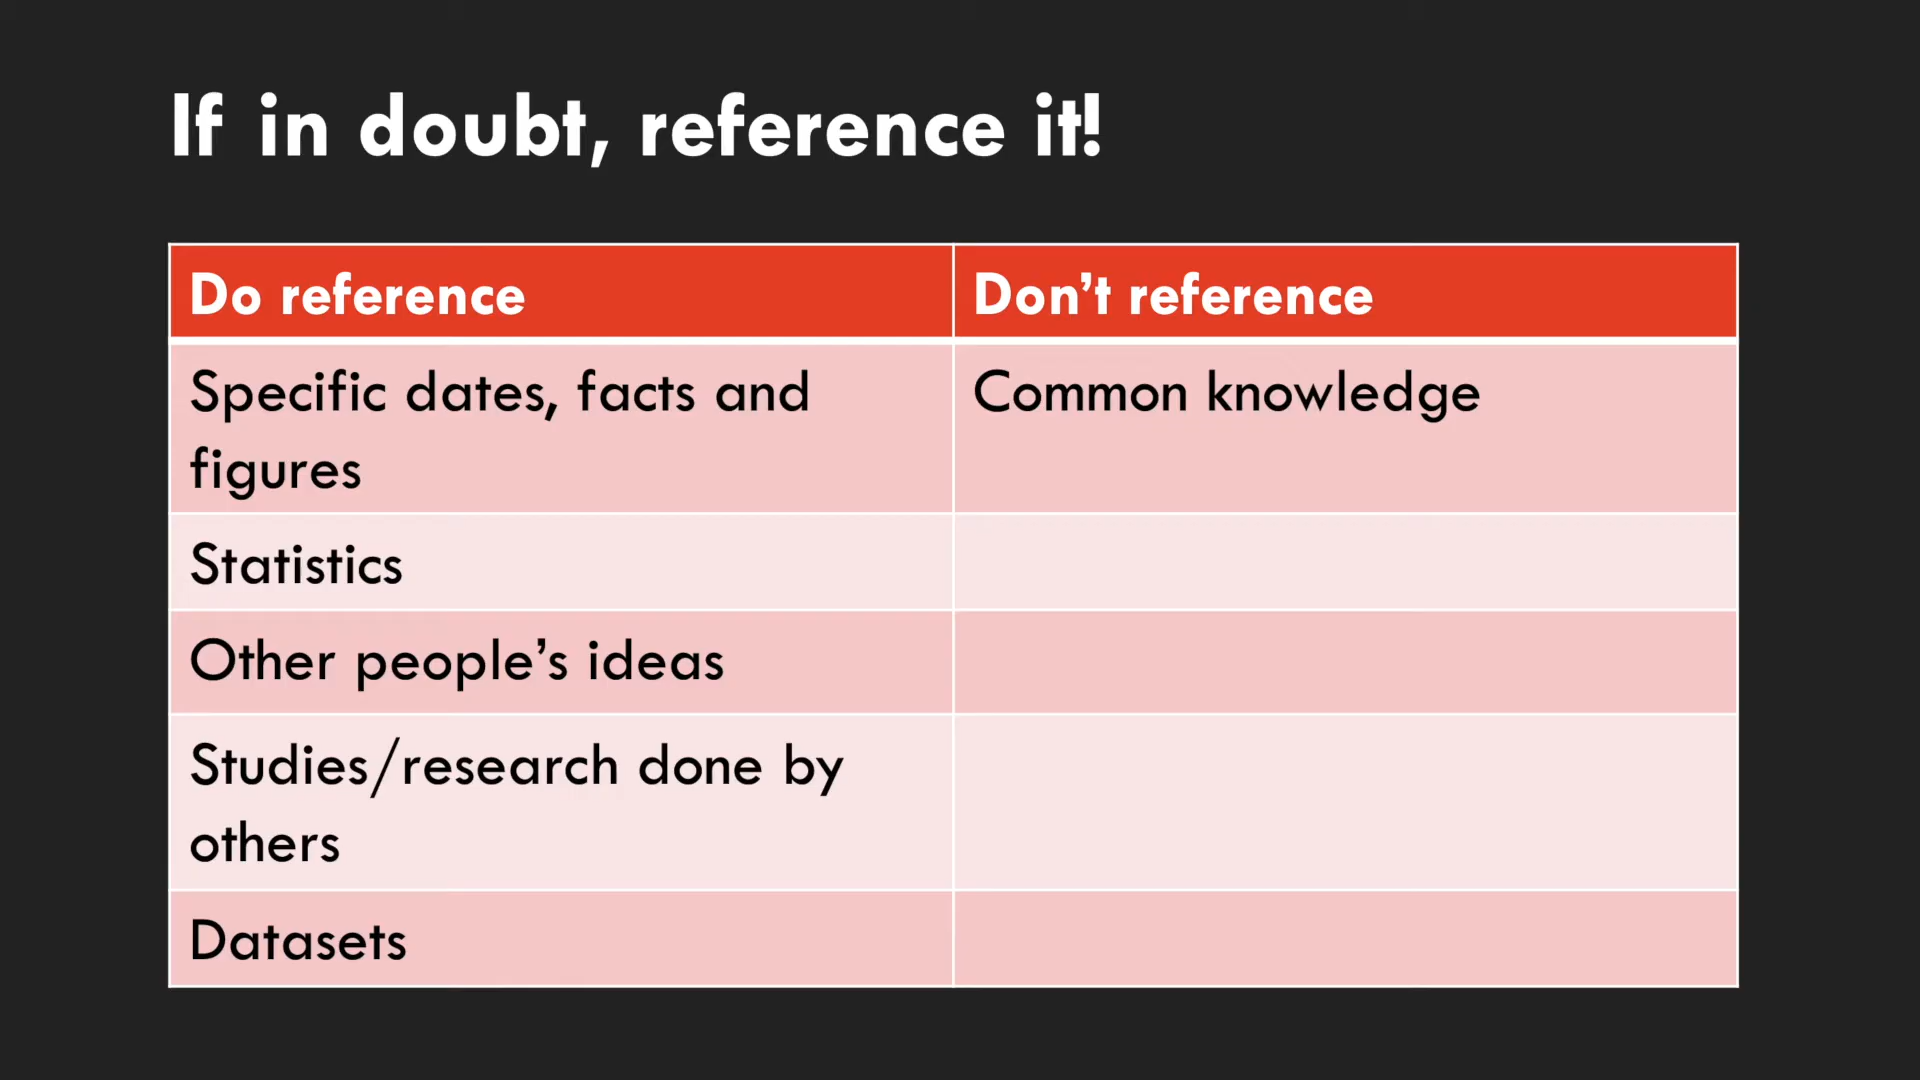 If in doubt, reference it!
Do reference
Don’t reference
Specific dates, facts and
figures
Common knowledge
Statistics
Other people’s ideas
Studies/research done by
others
Datasets